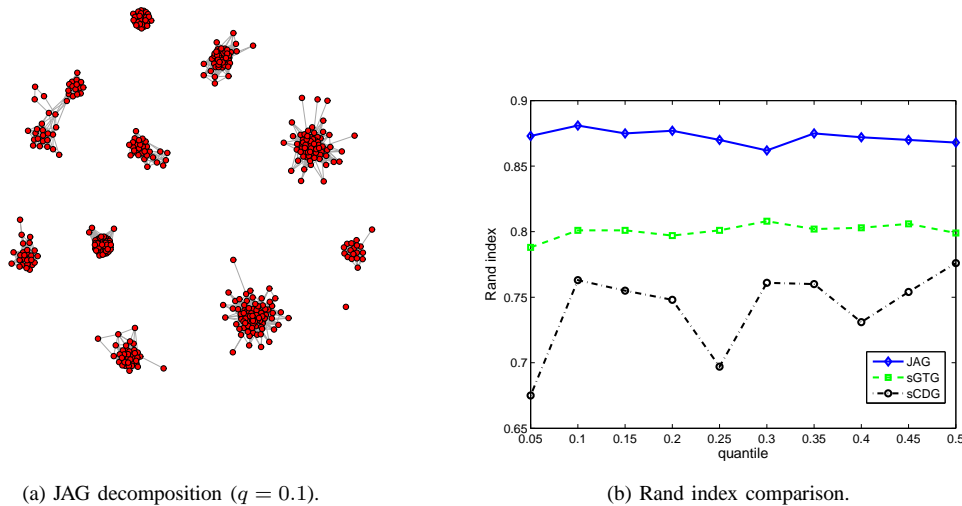 0.9
0.85
0.8
0.75
0.7
0.65
Rand index
0.05 0.1 0.15 0.2 0.25 0.3 0.35 0.4 0.45 0.5
quantile
JAG
sGTG
sCDG
(a) JAG decomposition (q = 0.1).
(b) Rand index comparison.